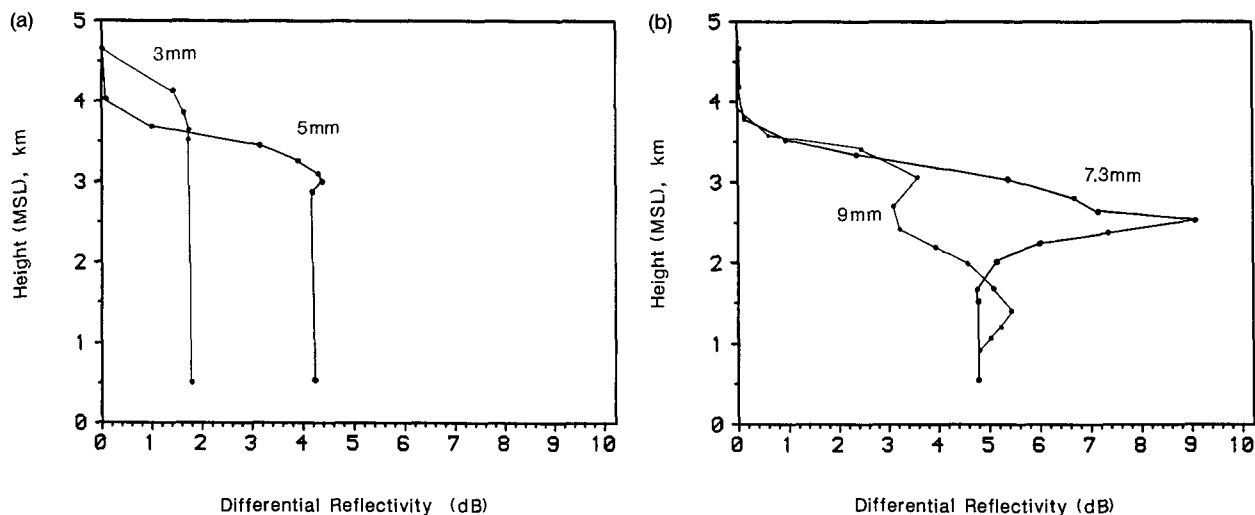 (a)
5
4
3
2
1
0
Height (MSL), km
3mm
5mm
0 1 2 3 4 5 6 7 8 9 10
Differential Reflectivity (dB)
(b)
5
4
3
2
1
0
Height (MSL), km
7.3mm
9mm
0 1 2 3 4 5 6 7 8 9 10
Differential Reflectivity (dB)